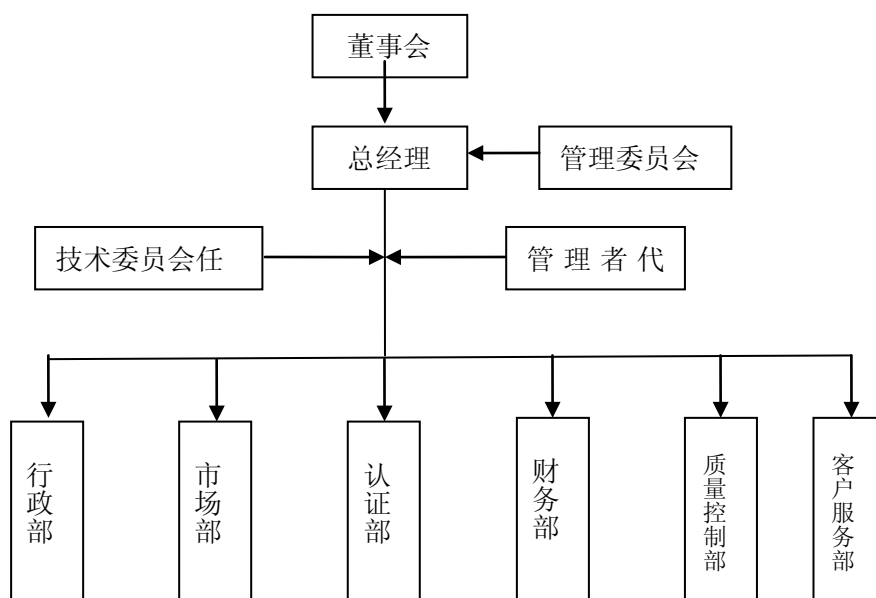 董事会
总经理
管理委员会
技术委员会任
管 理 者 代
行政部
市场部
认证部
财务部
质量控制部
客户服务部